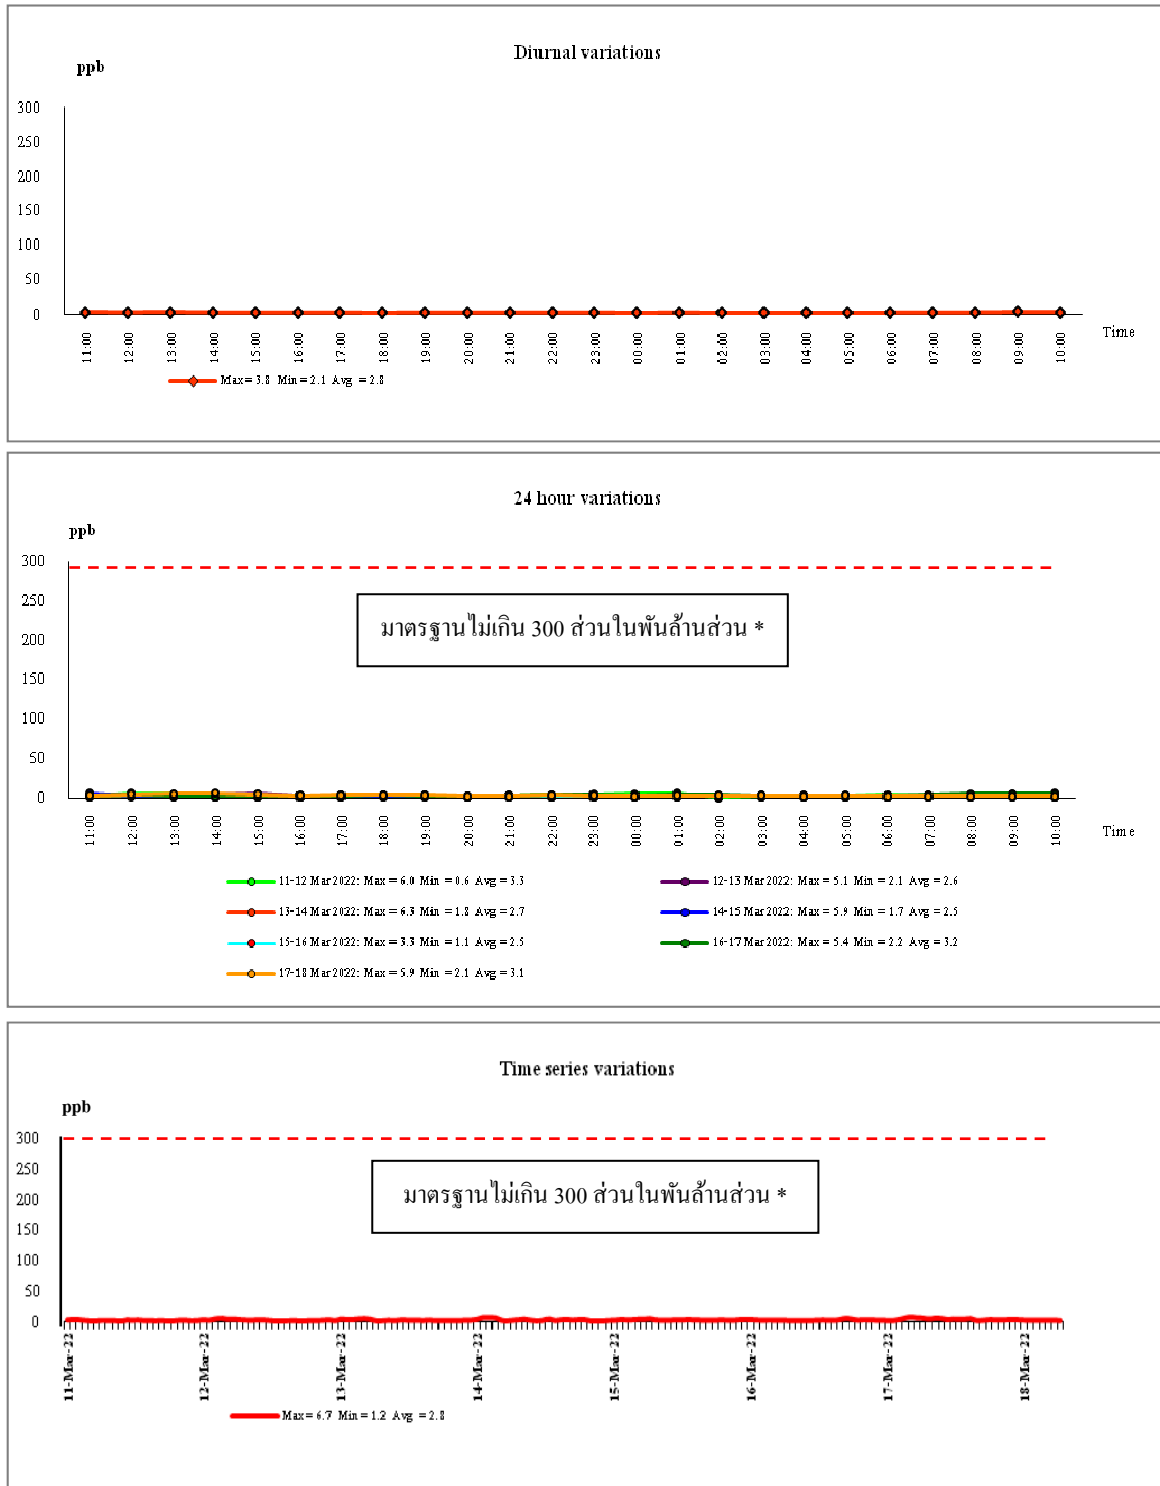 Diurnal variations
ppb
300
250
200
150
100
50
0
11:00 12:00 13:00 14:00 15:00 16:00 17:00 18:00 19:00 20:00 21:00 22:00 23:00 00:00 01:00 02:00 03:00 04:00 05:00 06:00 07:00 08:00 09:00 10:00
Time
Max = 3.8 Min = 2.1 Avg = 2.8
24 hour variations
ppb
300
250
200
150
100
50
0
มาตรฐานไม่เกิน 300 ส่วนในพันล้านส่วน *
11:00 12:00 13:00 14:00 15:00 16:00 17:00 18:00 19:00 20:00 21:00 22:00 23:00 00:00 01:00 02:00 03:00 04:00 05:00 06:00 07:00 08:00 09:00 10:00
Time
11-12 Mar 2022: Max = 6.0 Min = 0.6 Avg = 3.3
12-13 Mar 2022: Max = 5.1 Min = 2.1 Avg = 2.6
13-14 Mar 2022: Max = 6.3 Min = 1.8 Avg = 2.7
14-15 Mar 2022: Max = 5.9 Min = 1.7 Avg = 2.5
15-16 Mar 2022: Max = 3.3 Min = 1.1 Avg = 2.5
16-17 Mar 2022: Max = 5.4 Min = 2.2 Avg = 3.2
17-18 Mar 2022: Max = 5.9 Min = 2.1 Avg = 3.1
Time series variations
ppb
300
250
200
150
100
50
0
มาตรฐานไม่เกิน 300 ส่วนในพันล้านส่วน *
11-Mar-22 12-Mar-22 13-Mar-22 14-Mar-22 15-Mar-22 16-Mar-22 17-Mar-22 18-Mar-22
Max = 6.7 Min = 1.2 Avg = 2.8